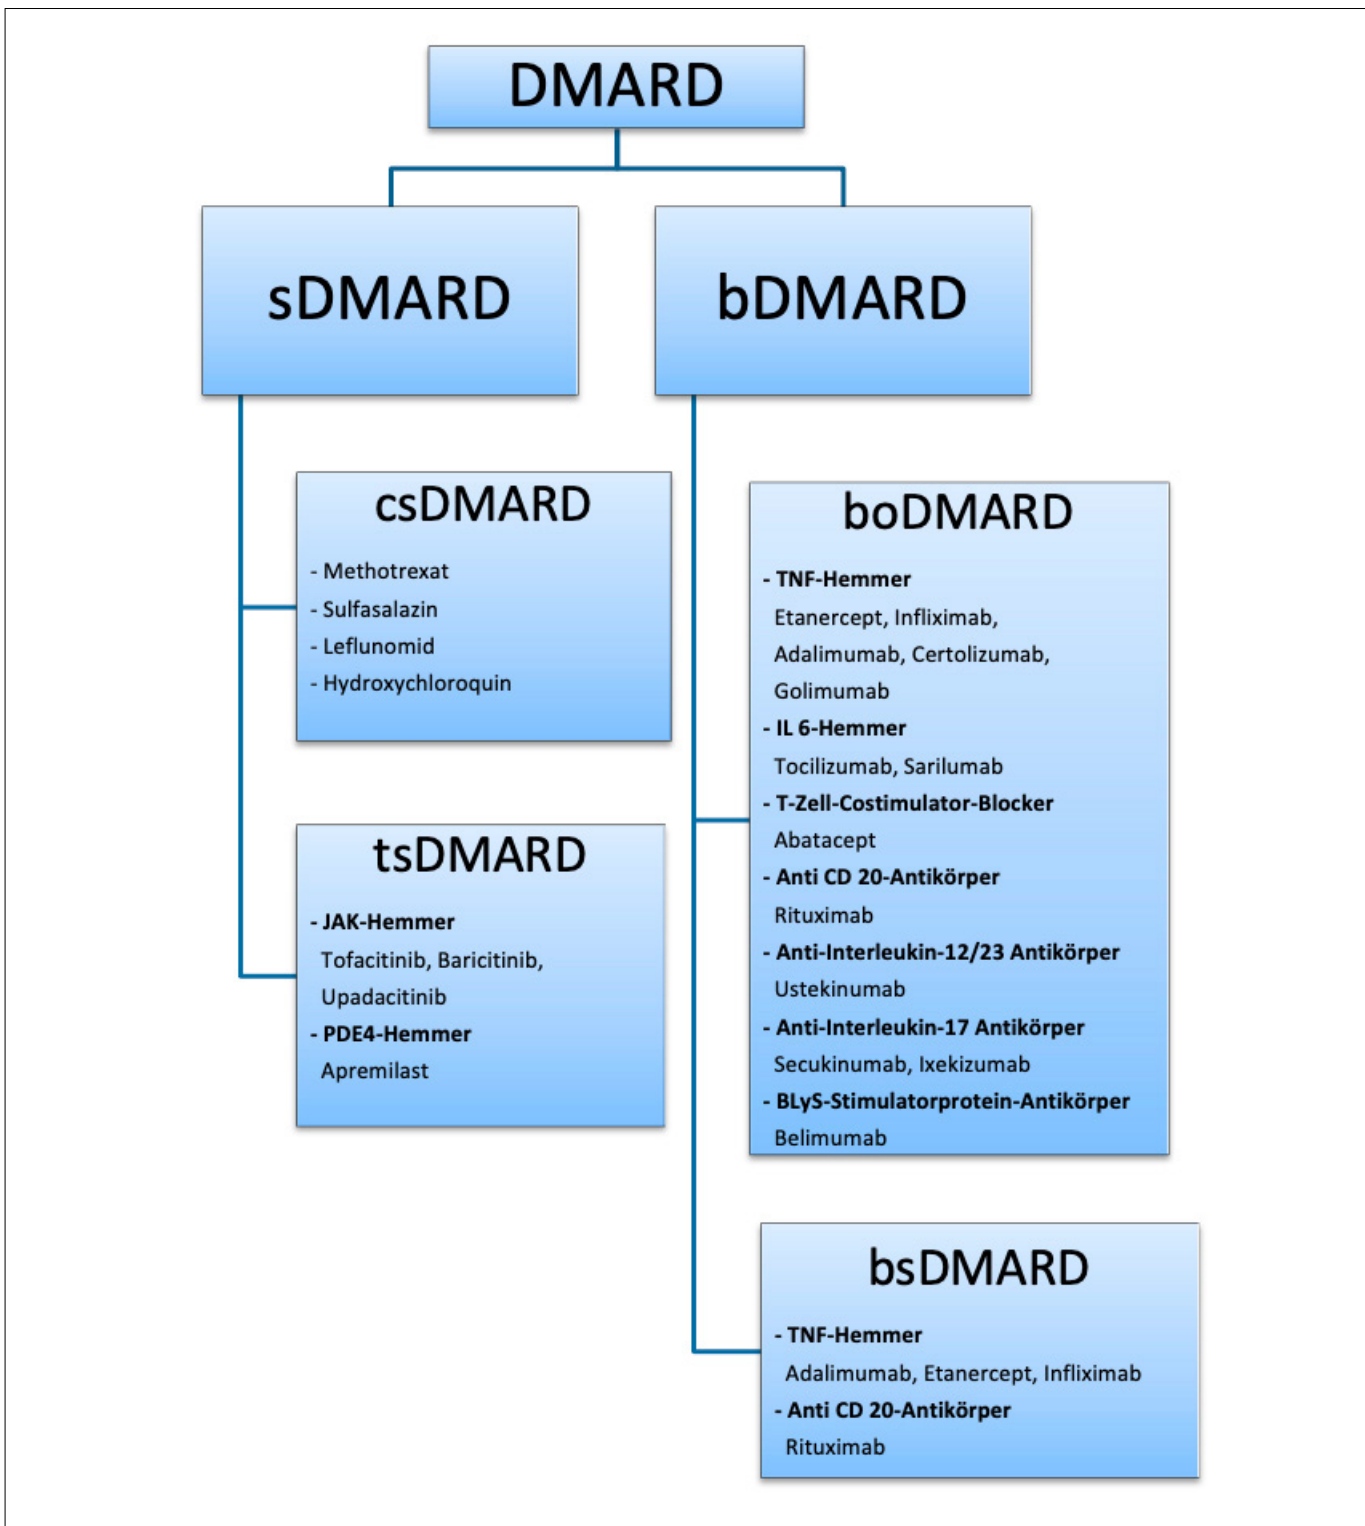 DMARD
sDMARD
bDMARD
csDMARD
- Methotrexat
- Sulfasalazin
- Leflunomid
- Hydroxychloroquin
tsDMARD
- JAK-Hemmer
Tofacitinib, Baricitinib,
Upadacitinib
- PDE4-Hemmer
Apremilast
boDMARD
- TNF-Hemmer
Etanercept, Infliximab,
Adalimumab, Certolizumab,
Golimumab
- IL 6-Hemmer
Tocilizumab, Sarilumab
- T-Zell-Costimulator-Blocker
Abatacept
- Anti CD 20-Antikörper
Rituximab
- Anti-Interleukin-12/23 Antikörper
Ustekinumab
- Anti-Interleukin-17 Antikörper
Secukinumab, Ixekizumab
- BLyS-Stimulatorprotein-Antikörper
Belimumab
bsDMARD
- TNF-Hemmer
Adalimumab, Etanercept, Infliximab
- Anti CD 20-Antikörper
Rituximab